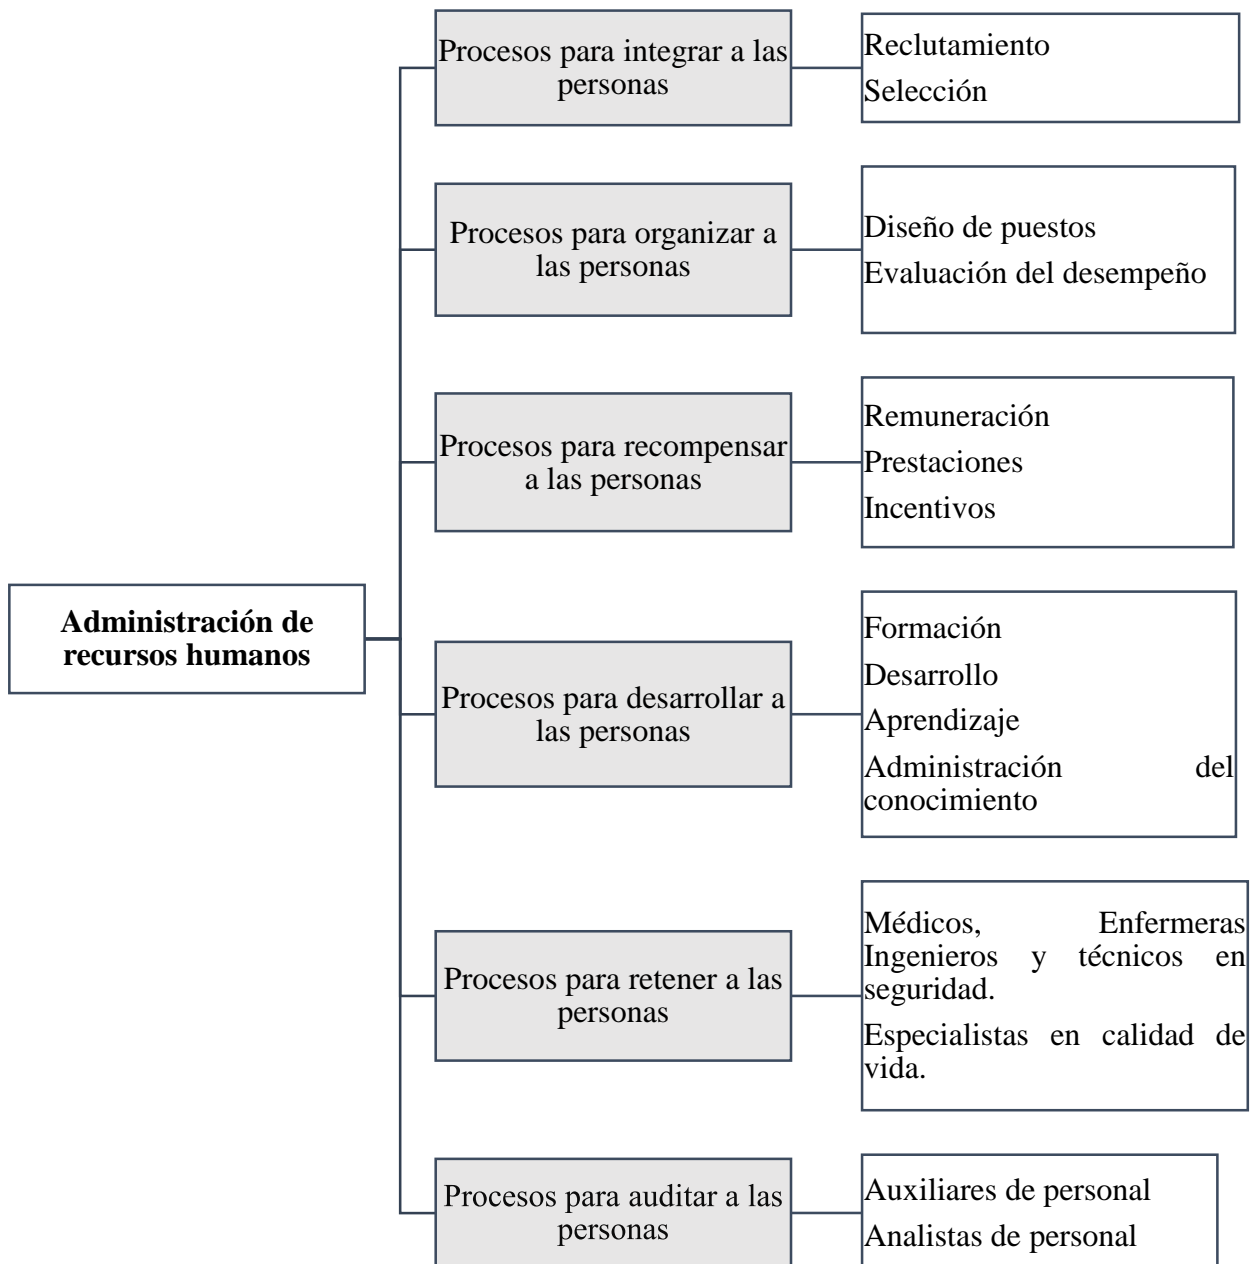 Procesos para integrar a las
personas
Reclutamiento
Selección
Procesos para organizar a
las personas
Diseño de puestos
Evaluación del desempeño
Procesos para recompensar
a las personas
Remuneración
Prestaciones
Incentivos
Administración de
recursos humanos
Procesos para desarrollar a
las personas
Formación
Desarrollo
Aprendizaje
Administración del
conocimiento
Procesos para retener a las
personas
Médicos, Enfermeras
Ingenieros y técnicos en
seguridad.
Especialistas en calidad de
vida.
Procesos para auditar a las
personas
Auxiliares de personal
Analistas de personal